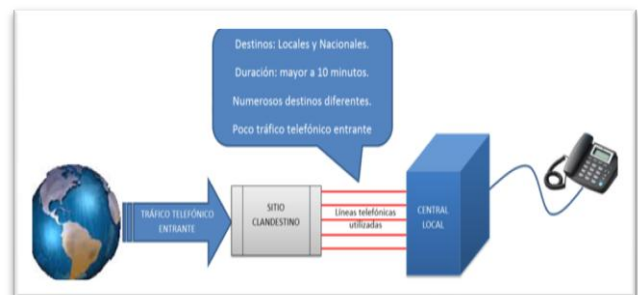 Destinos: Locales y Nacionales.
Duración: mayor a 10 minutos.
Numerosos destinos diferentes.
Poco tráfico telefónico entrante
TRÁFICO TELEFÓNICO
ENTRANTE
SITIO
CLANDESTINO
Líneas telefónicas
utilizadas
CENTRAL
LOCAL